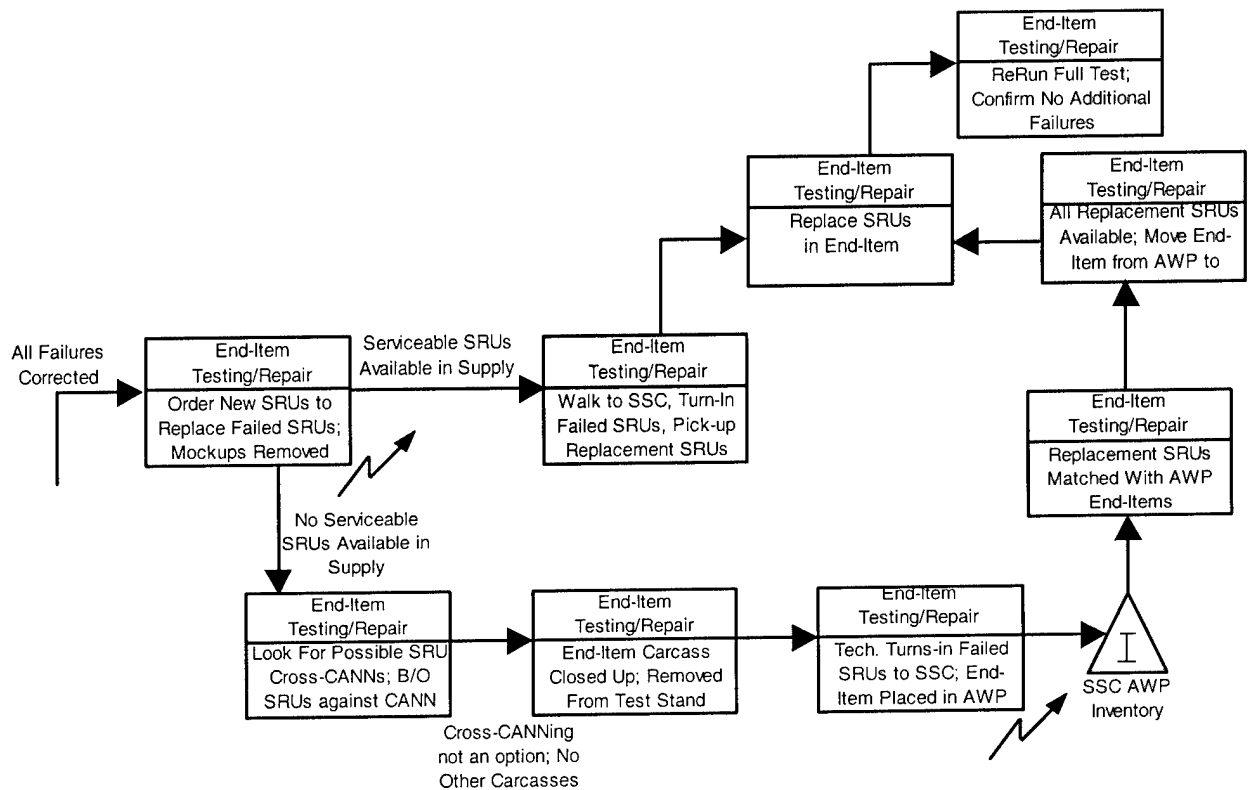 End-Item
Testing/Repair
ReRun Full Test;
Confirm No Additional
Failures
End-Item
Testing/Repair
Replace SRUs
in End-Item
End-Item
Testing/Repair
All Replacement SRUs
Available; Move End-
Item from AWP to
All Failures
Corrected
End-Item
Testing/Repair
Order New SRUs to
Replace Failed SRUs;
Mockups Removed
Serviceable SRUs
Available in Supply
End-Item
Testing/Repair
Walk to SSC, Turn-In
Failed SRUs, Pick-up
Replacement SRUs
End-Item
Testing/Repair
Replacement SRUs
Matched With AWP
End-Items
No Serviceable
SRUs Available in
Supply
End-Item
Testing/Repair
Look For Possible SRU
Cross-CANNs; B/O
SRUs against CANN
End-Item
Testing/Repair
End-Item Carcass
Closed Up; Removed
From Test Stand
End-Item
Testing/Repair
Tech. Turns-in Failed
SRUs to SSC; End-
Item Placed in AWP
I
SSC AWP
Inventory
Cross-CANNing
not an option; No
Other Carcasses